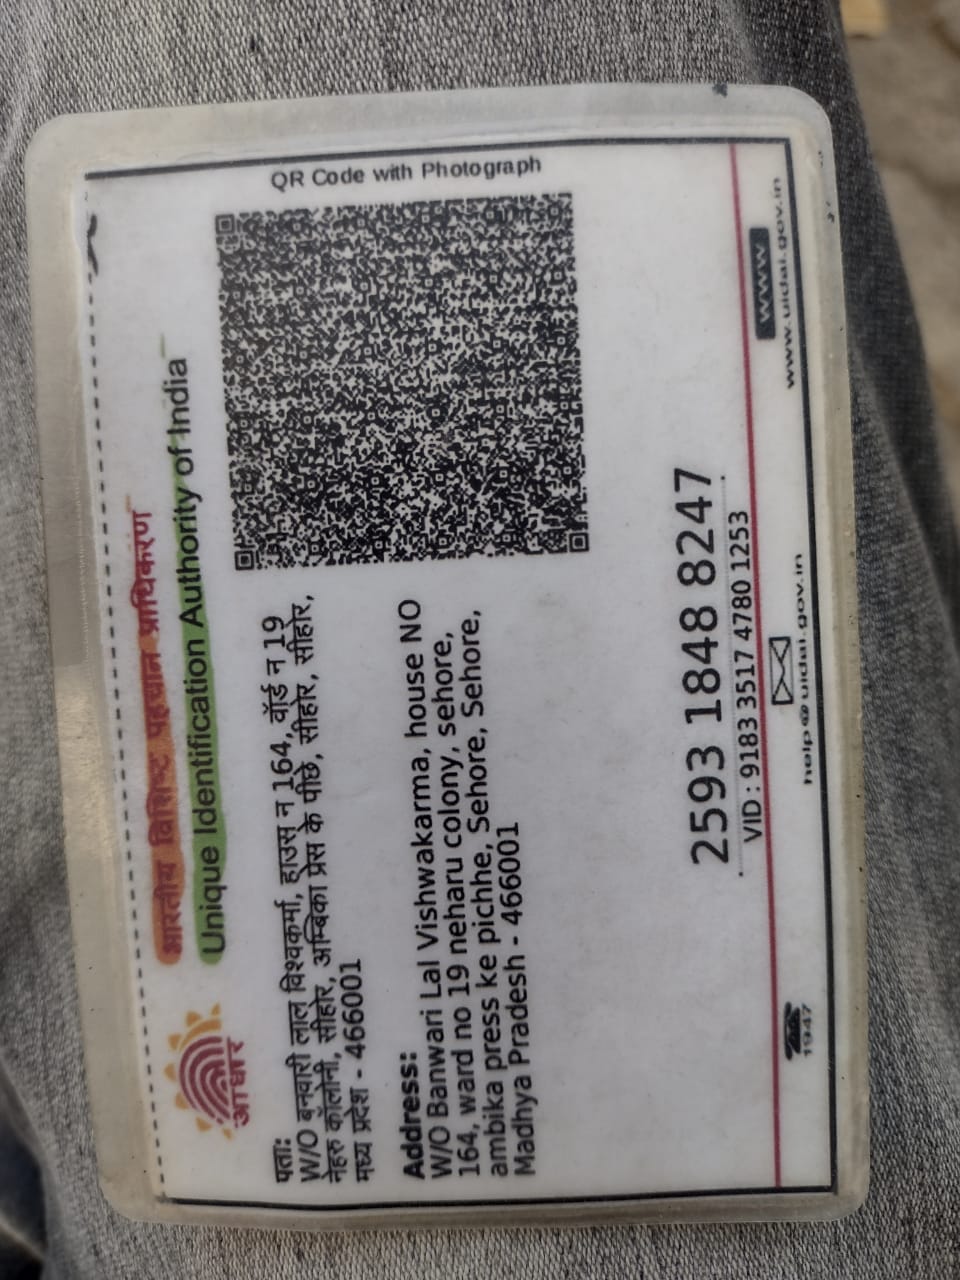 भारतीय विशिष्ट पहचान प्राधिकरण
Unique Identification Authority of India
आधार
पता:
W/O बनवारी लाल विश्वकर्मा, हाउस न 164, वॉर्ड न 19
नेहरु कॉलोनी, सीहोर, अम्बिका प्रेस के पीछे, सीहोर, सीहोर,
मध्य प्रदेश - 466001
Address:
W/O Banwari Lal Vishwakarma, house NO
164, ward no 19 neharu colony, sehore,
ambika press ke pichhe, Sehore, Sehore,
Madhya Pradesh - 466001
QR Code with Photograph
2593 1848 8247
VID : 9183 3517 4780 1253
1947
help@uidai.gov.in
www
www.uidai.gov.in